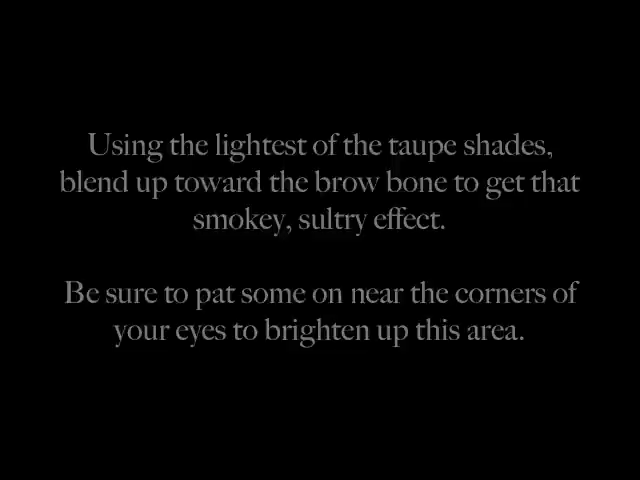 Using the lightest of the taupe shades,
blend up toward the brow bone to get that
smokey, sultry effect.
Be sure to pat some on near the corners of
your eyes to brighten up this area.